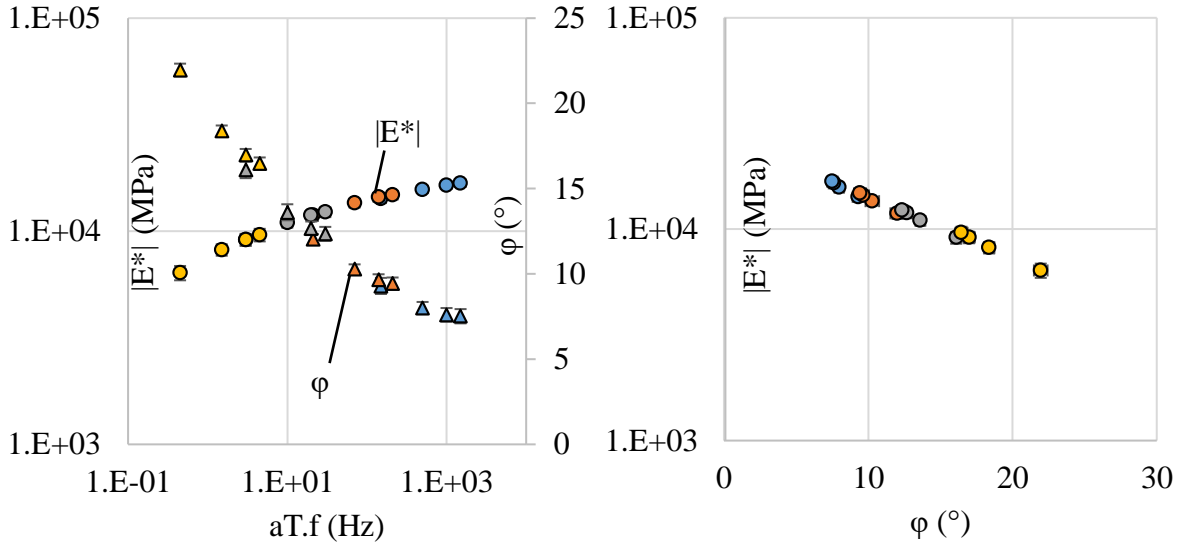 1.E+05
1.E+04
1.E+03
|E*| (MPa)
|E*|
φ
25
20
15
10
5
0
φ (°)
1.E-01
1.E+01
1.E+03
aT.f (Hz)
1.E+05
1.E+04
1.E+03
|E*| (MPa)
0
10
20
30
φ (°)